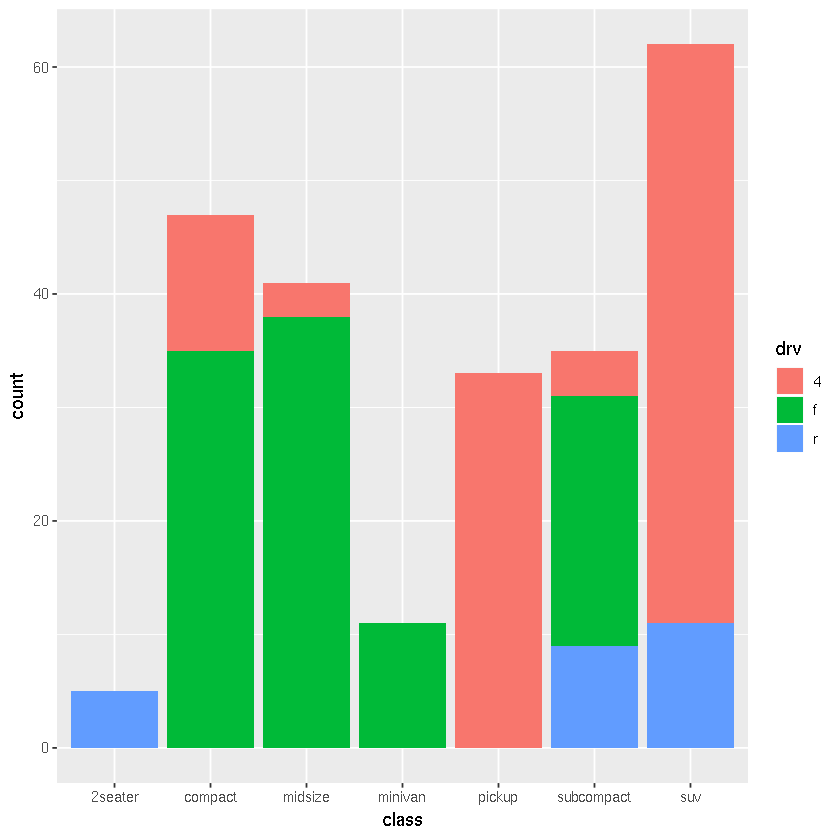 60
40
20
0
count
2seater compact midsize minivan pickup subcompact suv
class
drv
4
f
r